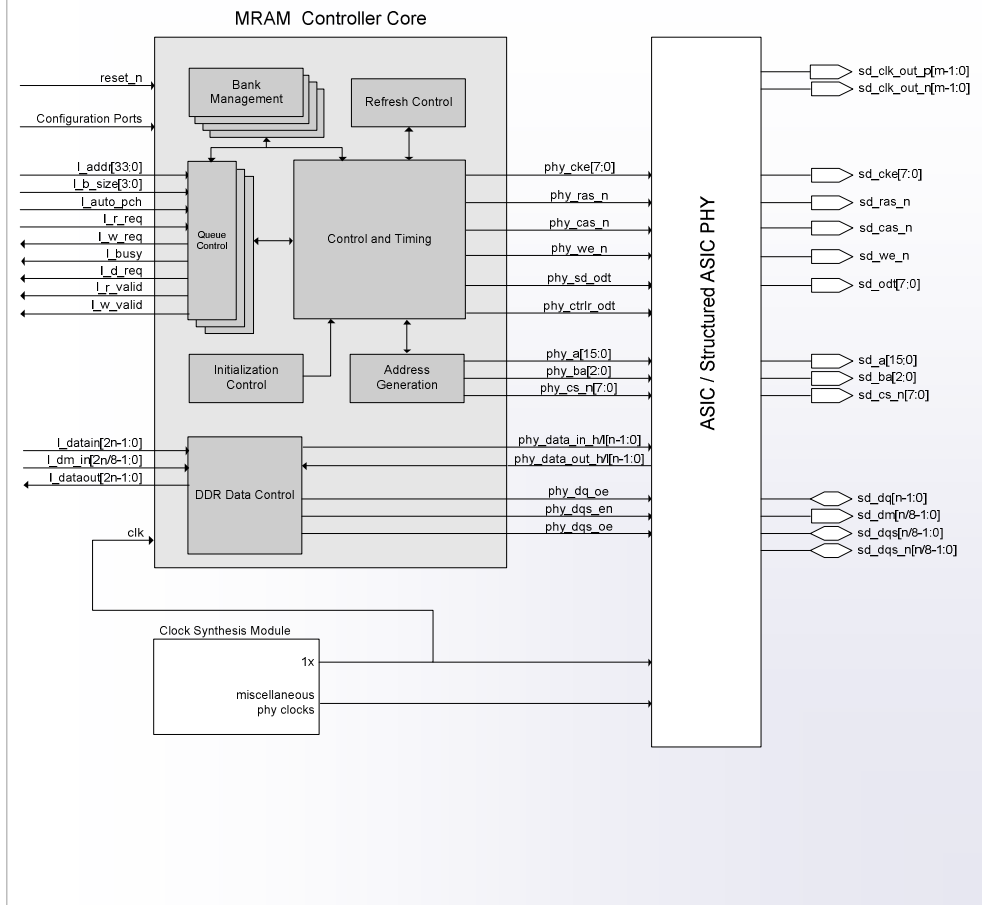 MRAM Controller Core
reset_n
Configuration Ports
Bank
Management
Refresh Control
l_addr[33:0]
l_b_size[3:0]
l_auto_pch
l_r_req
l_w_req
l_busy
l_d_req
l_r_valid
l_w_valid
Queue
Control
Control and Timing
Initialization
Control
Address
Generation
phy_cke[7:0]
phy_ras_n
phy_cas_n
phy_we_n
phy_sd_odt
phy_ctrlr_odt
phy_a[15:0]
phy_ba[2:0]
phy_cs_n[7:0]
l_datain[2n-1:0]
l_dm_in[2n/8-1:0]
l_dataout[2n-1:0]
DDR Data Control
phy_data_in_h/l[n-1:0]
phy_data_out_h/l[n-1:0]
phy_dq_oe
phy_dqs_en
phy_dqs_oe
clk
Clock Synthesis Module
1x
miscellaneous
phy clocks
ASIC / Structured ASIC PHY
sd_clk_out_p[m-1:0]
sd_clk_out_n[m-1:0]
sd_cke[7:0]
sd_ras_n
sd_cas_n
sd_we_n
sd_odt[7:0]
sd_a[15:0]
sd_ba[2:0]
sd_cs_n[7:0]
sd_dq[n-1:0]
sd_dm[n/8-1:0]
sd_dqs[n/8-1:0]
sd_dqs_n[n/8-1:0]